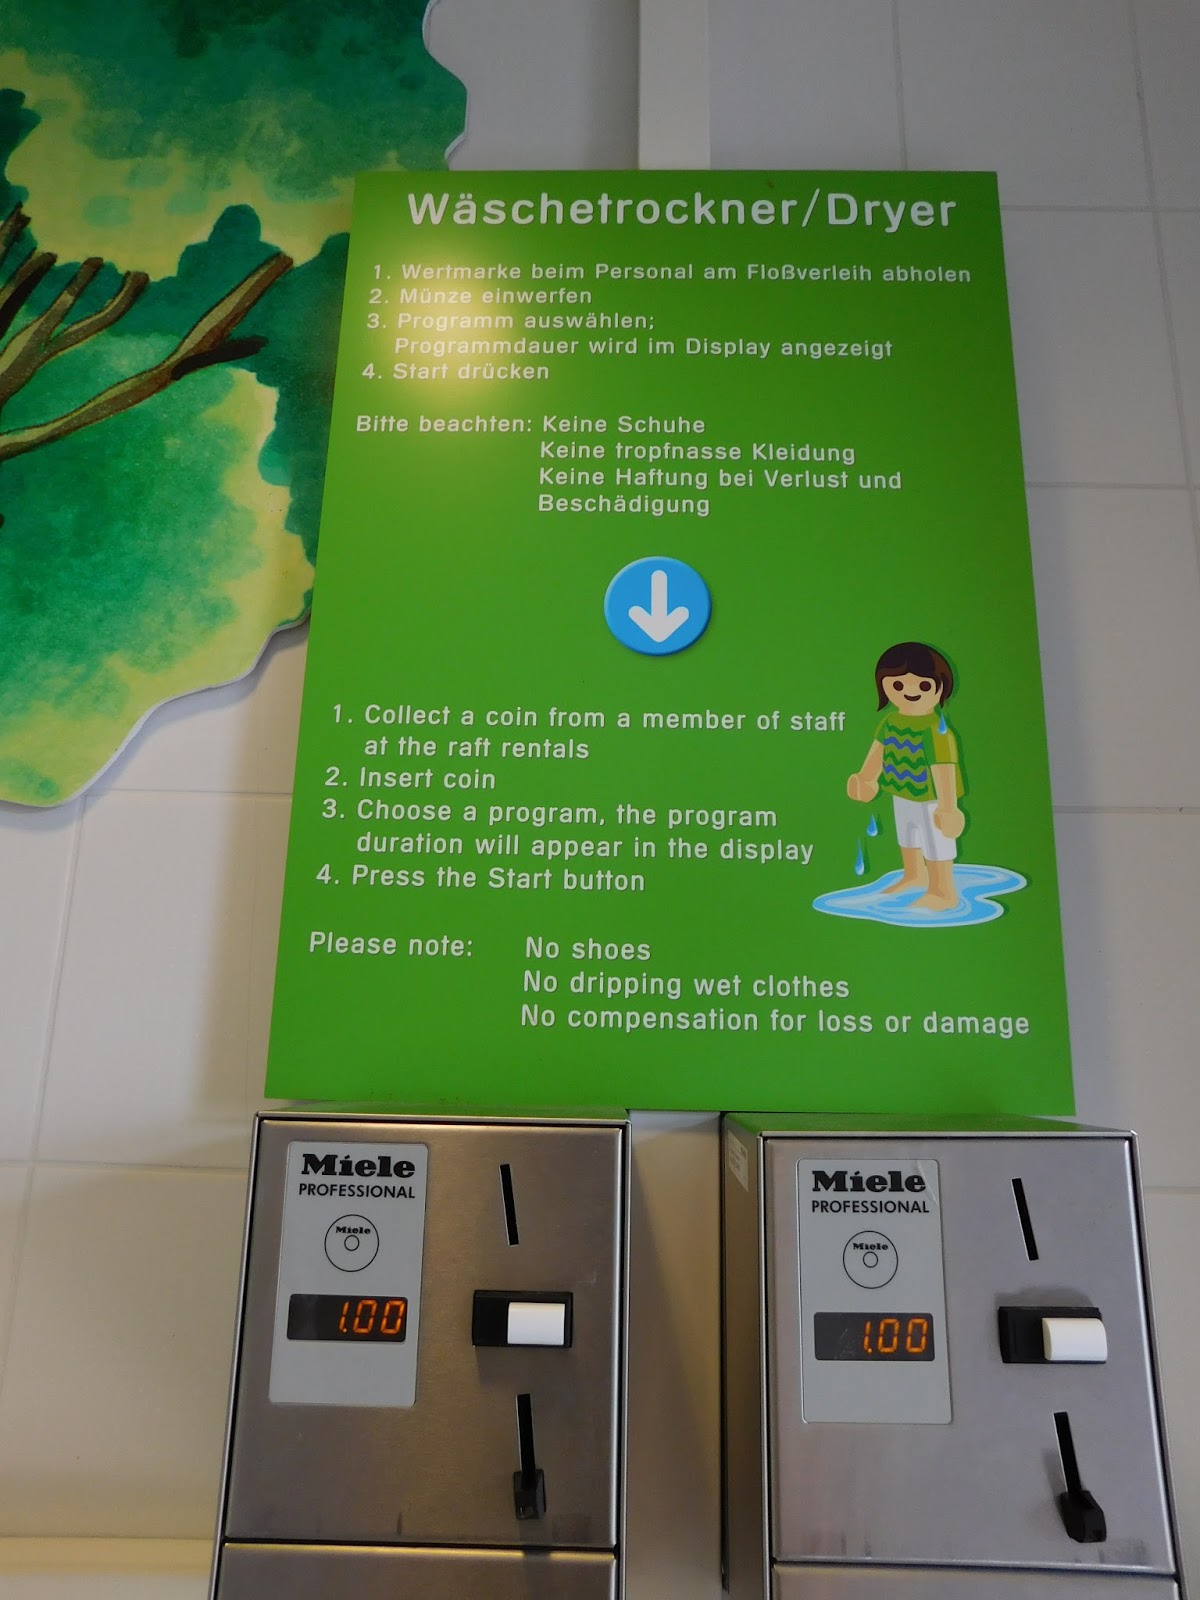 Wäschetrockner/Dryer
1. Wertmarke beim Personal am Floßverleih abholen
2. Münze einwerfen
3. Programm auswählen;
Programmdauer wird im Display angezeigt
4. Start drücken
Bitte beachten: Keine Schuhe
Keine tropfnasse Kleidung
Keine Haftung bei Verlust und
Beschädigung
1. Collect a coin from a member of staff
at the raft rentals
2. Insert coin
3. Choose a program, the program
duration will appear in the display
4. Press the Start button
Please note: No shoes
No dripping wet clothes
No compensation for loss or damage
Miele
PROFESSIONAL
Miele
1.00
Miele
PROFESSIONAL
Miele
1.00